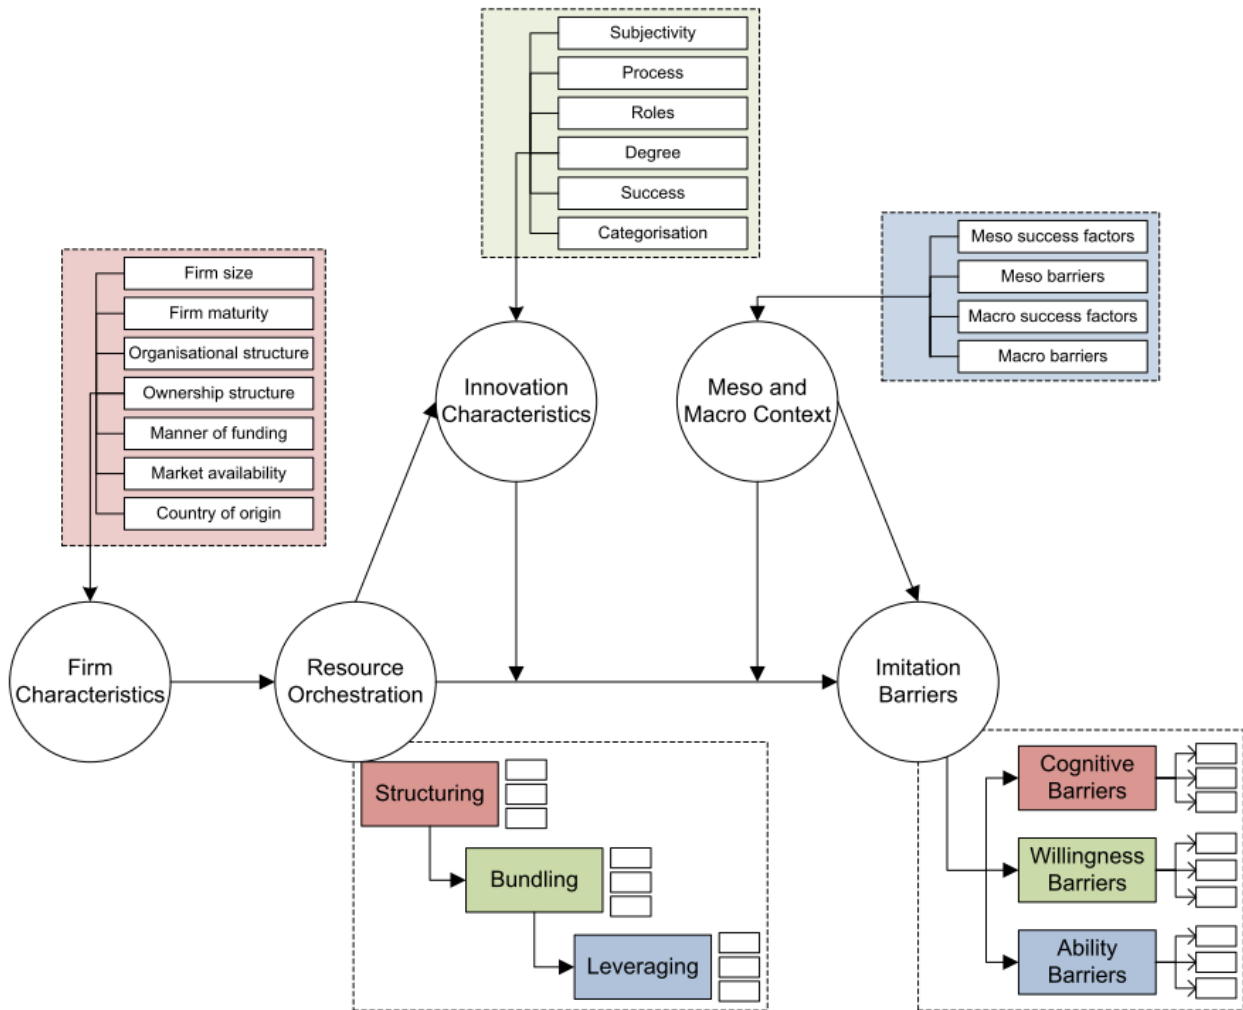 Subjectivity
Process
Roles
Degree
Success
Categorisation
Meso success factors
Meso barriers
Macro success factors
Macro barriers
Firm size
Firm maturity
Organisational structure
Ownership structure
Manner of funding
Market availability
Country of origin
Innovation
Characteristics
Meso and
Macro Context
Firm
Characteristics
Resource
Orchestration
Imitation
Barriers
Structuring
Bundling
Leveraging
Cognitive
Barriers
Willingness
Barriers
Ability
Barriers